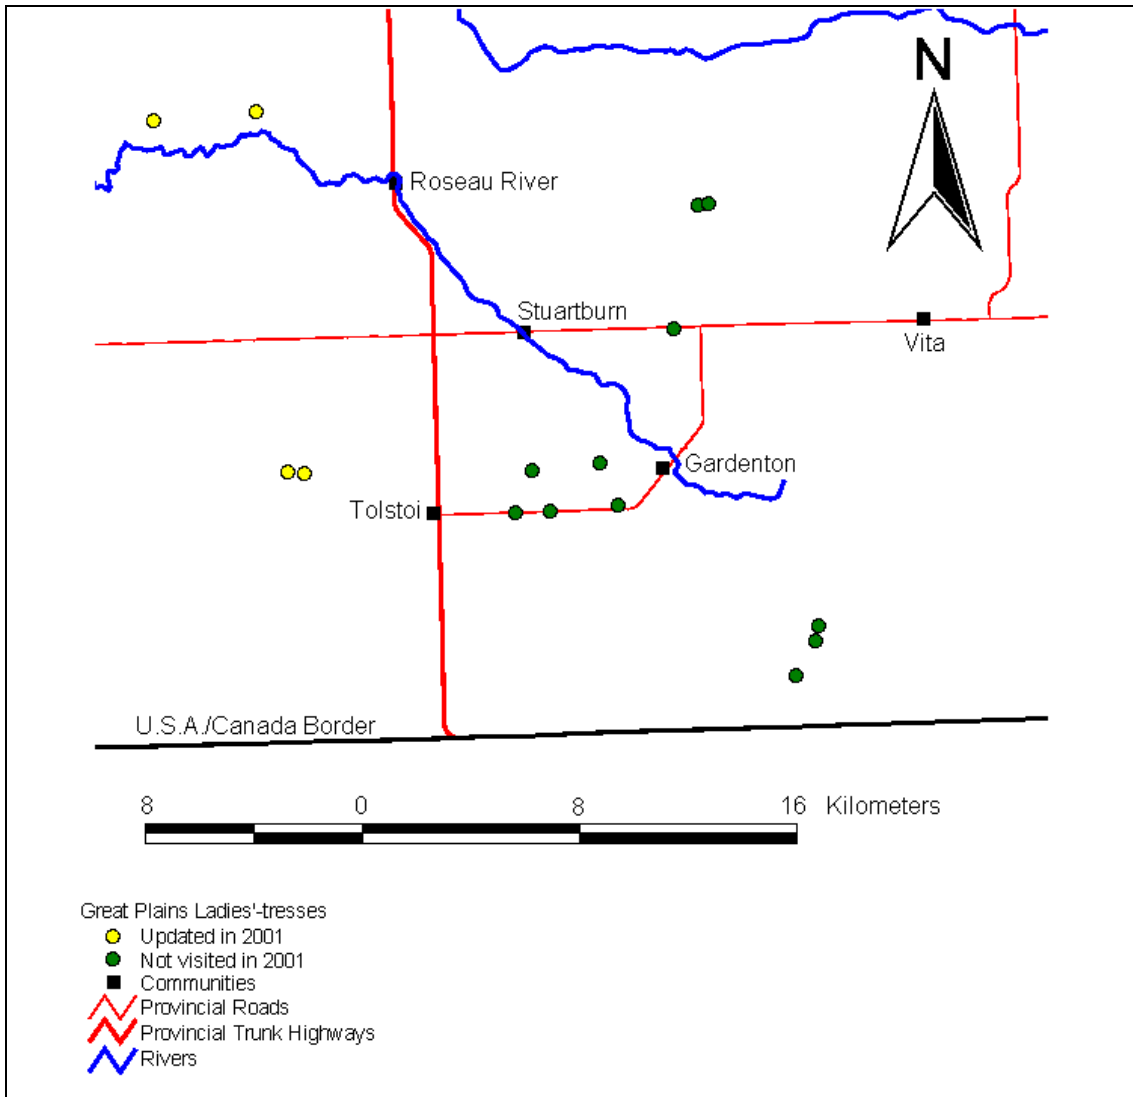 N
Roseau River
Stuartburn
Vita
Gardenton
Tolstoi
U.S.A./Canada Border
8 0 8 16 Kilometers
Great Plains Ladies'-tresses
Updated in 2001
Not visited in 2001
Communities
Provincial Roads
Provincial Trunk Highways
Rivers